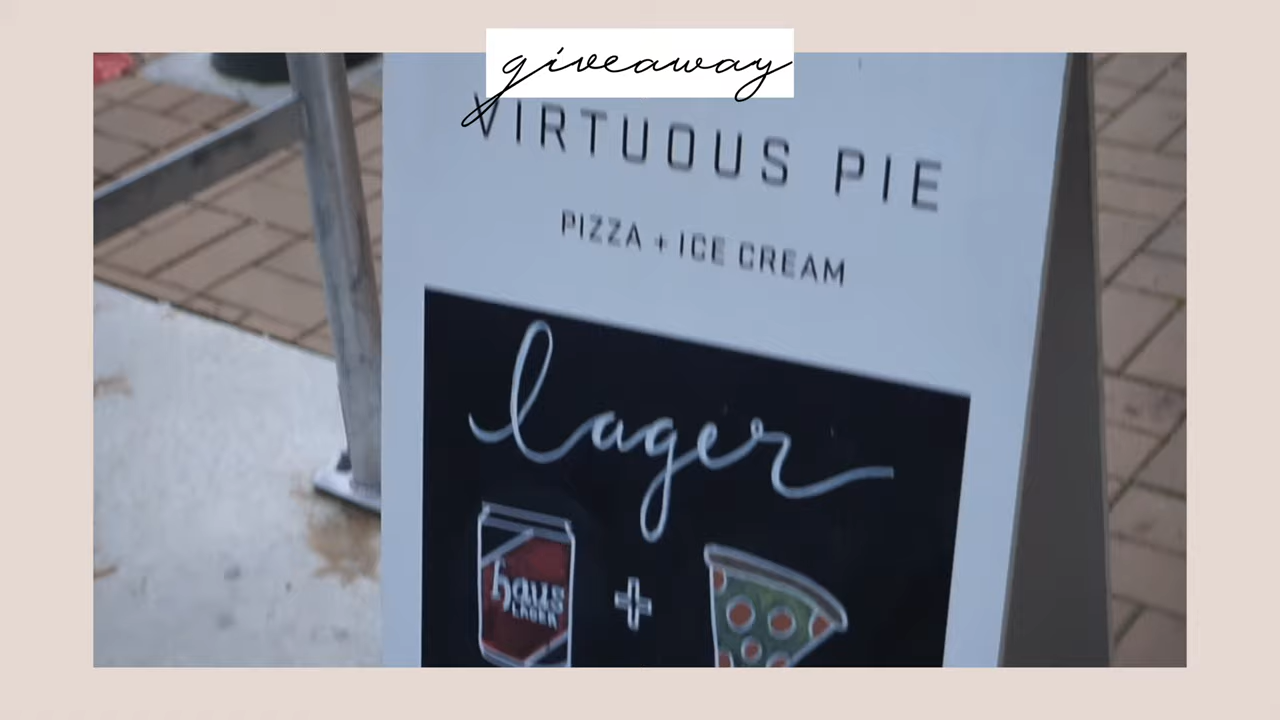 giveaway
VIRTUOUS PIE
PIZZA + ICE CREAM
lager
haus
LAGER
+